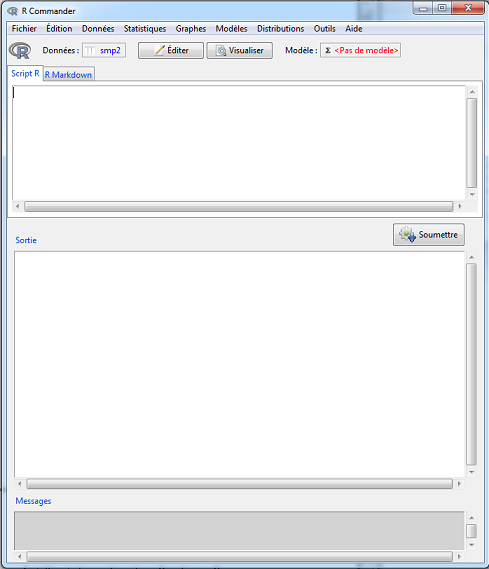 R Commander
Fichier Édition Données Statistiques Graphes Modèles Distributions Outils Aide
R Données : smp2 Éditer Visualiser Modèle : Σ <Pas de modèle>
Script R R Markdown
Soumettre
Sortie
Messages